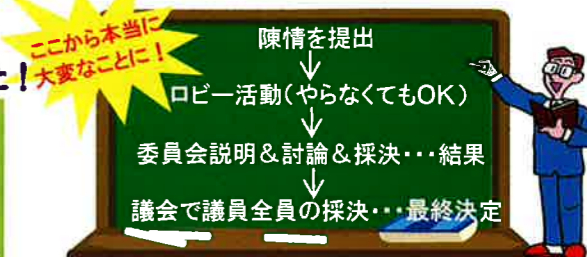 ここから本当に
大変なことに!
!
陳情を提出
↓
ロビー活動(やらなくてもOK)
↓
委員会説明&討論&採決･･･結果
↓
議会で議員全員の採決･･･最終決定